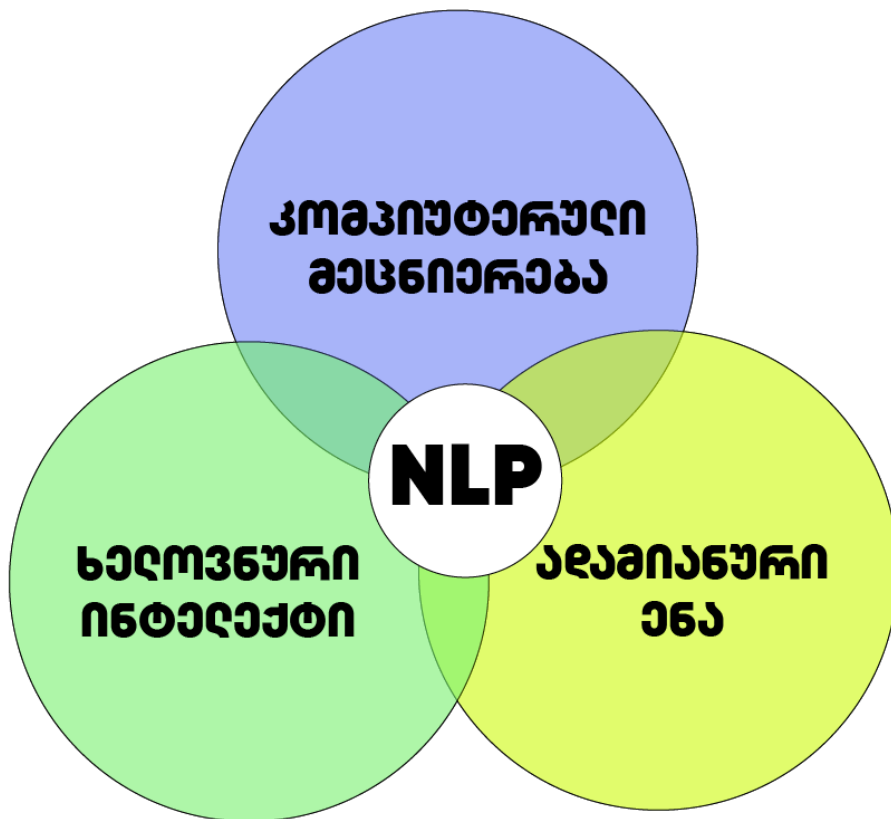 კომპიუტერული
მეცნიერება
NLP
ხელოვნური
ინტელექტი
ადამიანური
ენა